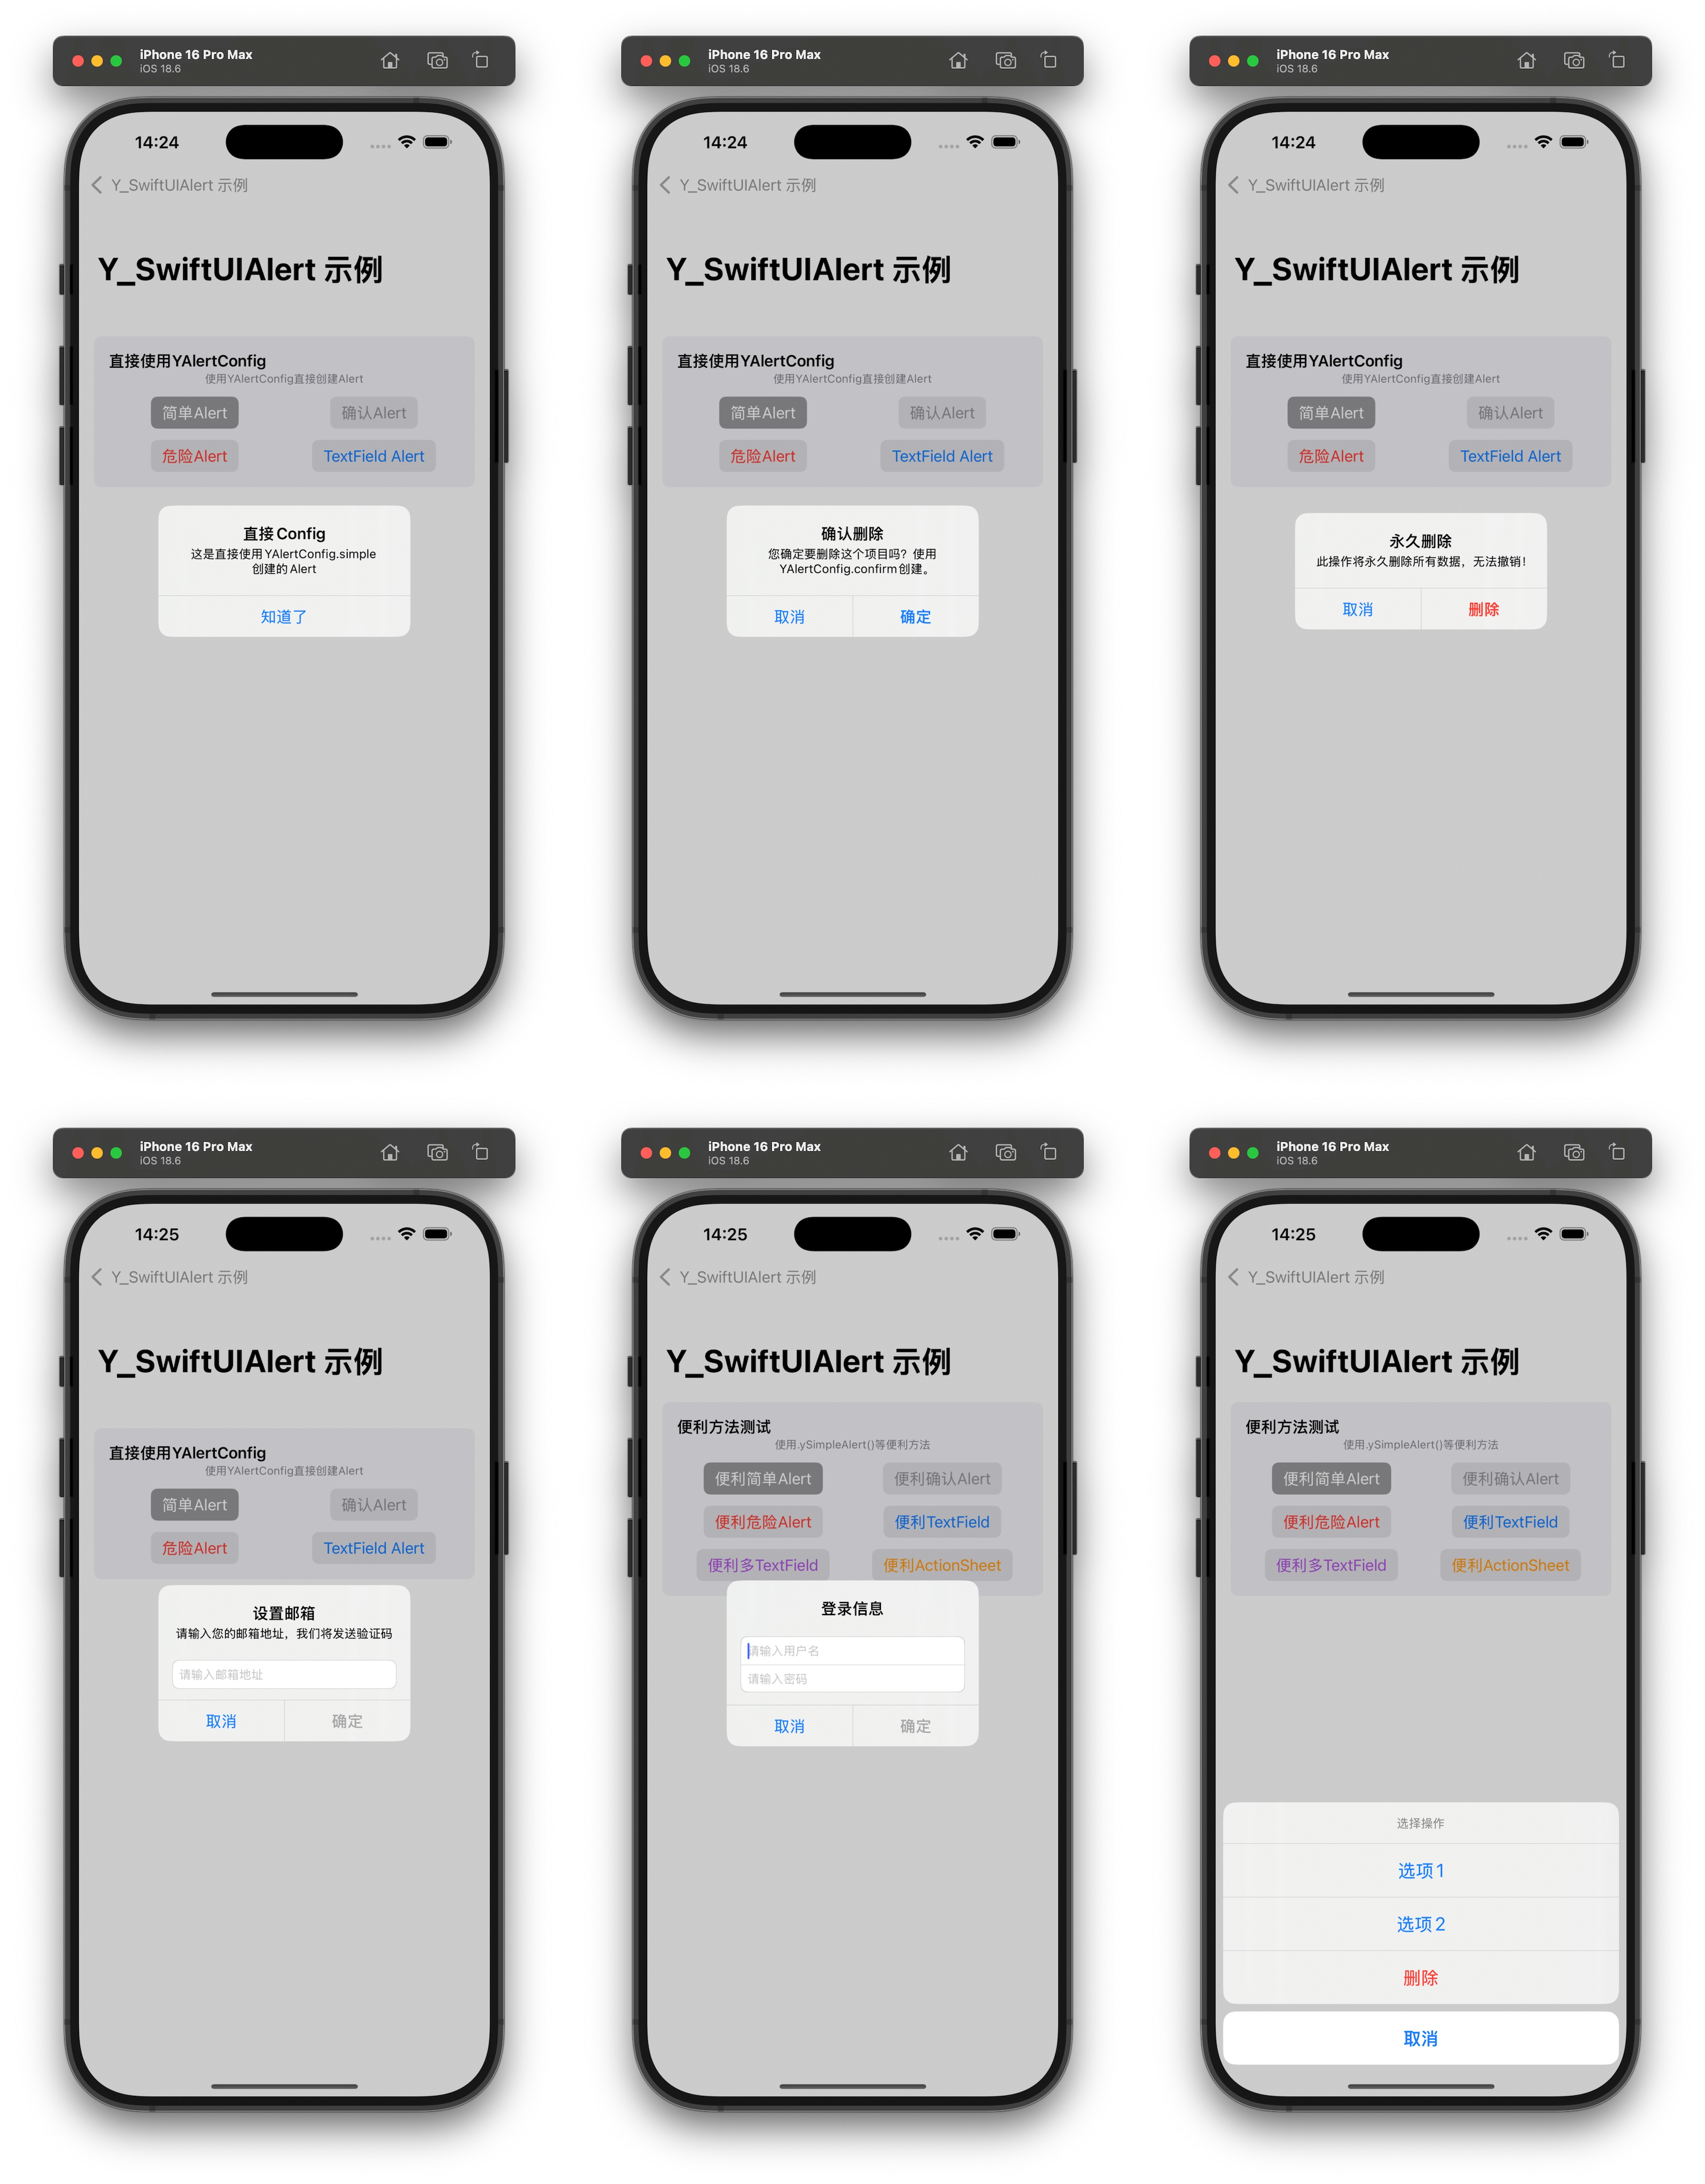 iPhone 16 Pro Max
iOS 18.6
14:24
Y_SwiftUIAlert 示例
Y_SwiftUIAlert 示例
直接使用YAlertConfig
使用YAlertConfig直接创建Alert
简单Alert
确认Alert
危险Alert
TextField Alert
直接 Config
这是直接使用 YAlertConfig.simple
创建的 Alert
知道了
iPhone 16 Pro Max
iOS 18.6
14:24
Y_SwiftUIAlert 示例
Y_SwiftUIAlert 示例
直接使用YAlertConfig
使用YAlertConfig直接创建Alert
简单Alert
确认Alert
危险Alert
TextField Alert
确认删除
您确定要删除这个项目吗？使用
YAlertConfig.confirm 创建。
取消
确定
iPhone 16 Pro Max
iOS 18.6
14:24
Y_SwiftUIAlert 示例
Y_SwiftUIAlert 示例
直接使用YAlertConfig
使用YAlertConfig直接创建Alert
简单Alert
确认Alert
危险Alert
TextField Alert
永久删除
此操作将永久删除所有数据，无法撤销！
取消
删除
iPhone 16 Pro Max
iOS 18.6
14:25
Y_SwiftUIAlert 示例
Y_SwiftUIAlert 示例
直接使用YAlertConfig
使用YAlertConfig直接创建Alert
简单Alert
确认Alert
危险Alert
TextField Alert
设置邮箱
请输入您的邮箱地址，我们将发送验证码
请输入邮箱地址
取消
确定
iPhone 16 Pro Max
iOS 18.6
14:25
Y_SwiftUIAlert 示例
Y_SwiftUIAlert 示例
便利方法测试
使用.ySimpleAlert()等便利方法
便利简单Alert
便利确认Alert
便利危险Alert
便利TextField
便利多TextField
便利ActionSheet
登录信息
请输入用户名
请输入密码
取消
确定
iPhone 16 Pro Max
iOS 18.6
14:25
Y_SwiftUIAlert 示例
Y_SwiftUIAlert 示例
便利方法测试
使用.ySimpleAlert()等便利方法
便利简单Alert
便利确认Alert
便利危险Alert
便利TextField
便利多TextField
便利ActionSheet
选择操作
选项 1
选项 2
删除
取消